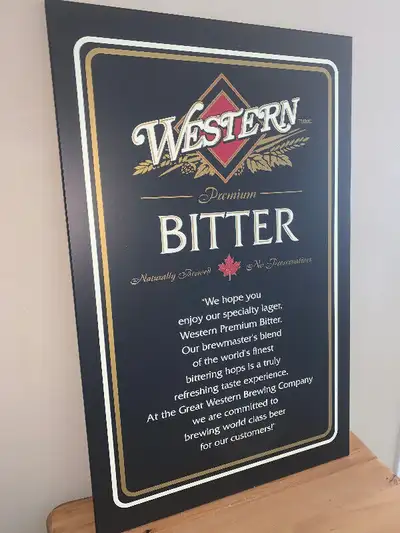 WESTERN
Premium
BITTER
Naturally Brewed No Preservatives
"We hope you
enjoy our specialty lager,
Western Premium Bitter.
Our brewmaster's blend
of the world's finest
bittering hops is a truly
refreshing taste experience.
At the Great Western Brewing Company
we are committed to
brewing world class beer
for our customers!"